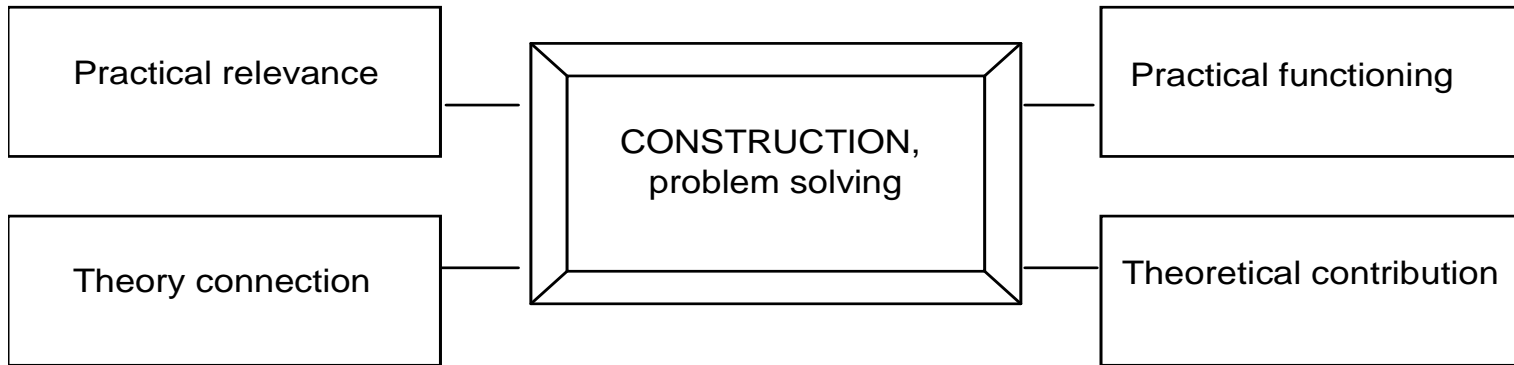 Practical relevance
Theory connection
CONSTRUCTION,
problem solving
Practical functioning
Theoretical contribution